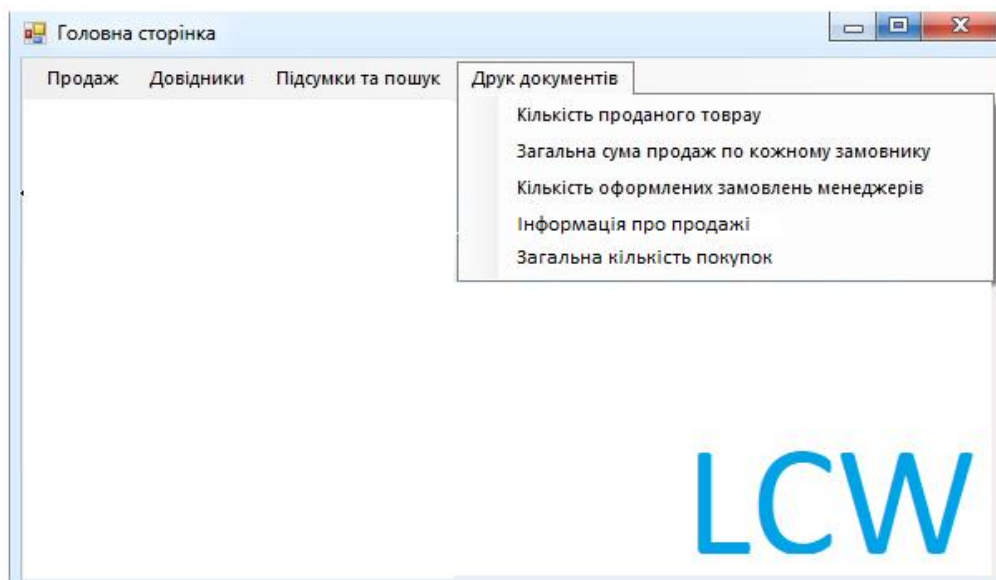 Головна сторінка
Продаж Довідники Підсумки та пошук Друк документів
Кількість проданого товрау
Загальна сума продаж по кожному замовнику
Кількість оформлених замовлень менеджерів
Інформація про продажі
Загальна кількість покупок
LCW